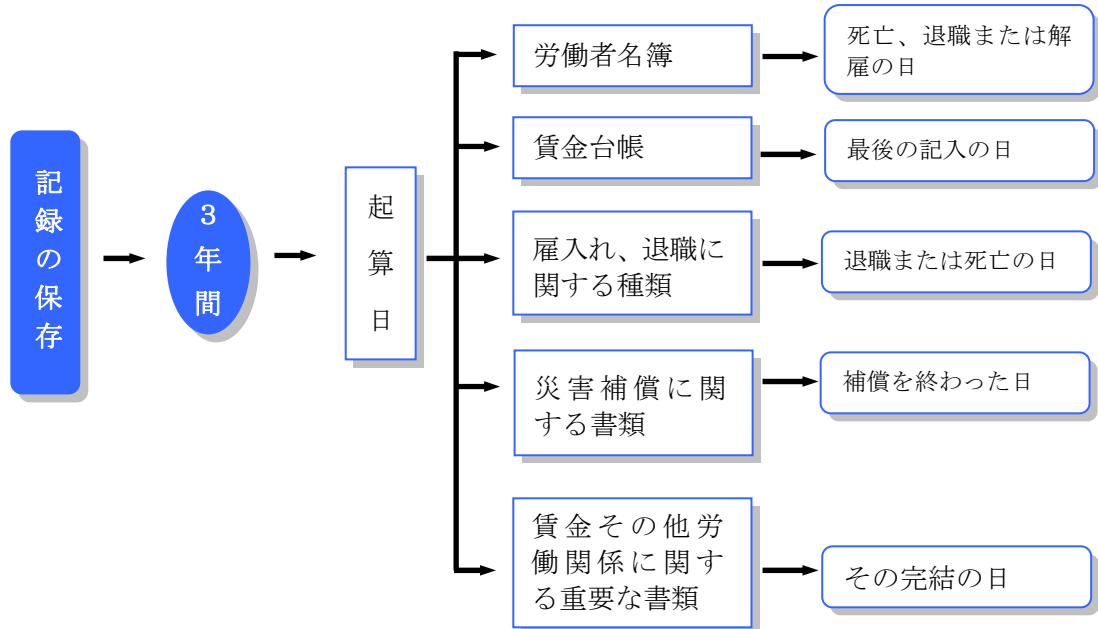 記録の保存
３年間
起算日
労働者名簿
死亡、退職または解
雇の日
賃金台帳
最後の記入の日
雇入れ、退職に
関する種類
退職または死亡の日
災害補償に関
する書類
補償を終わった日
賃金その他労
働関係に関す
る重要な書類
その完結の日